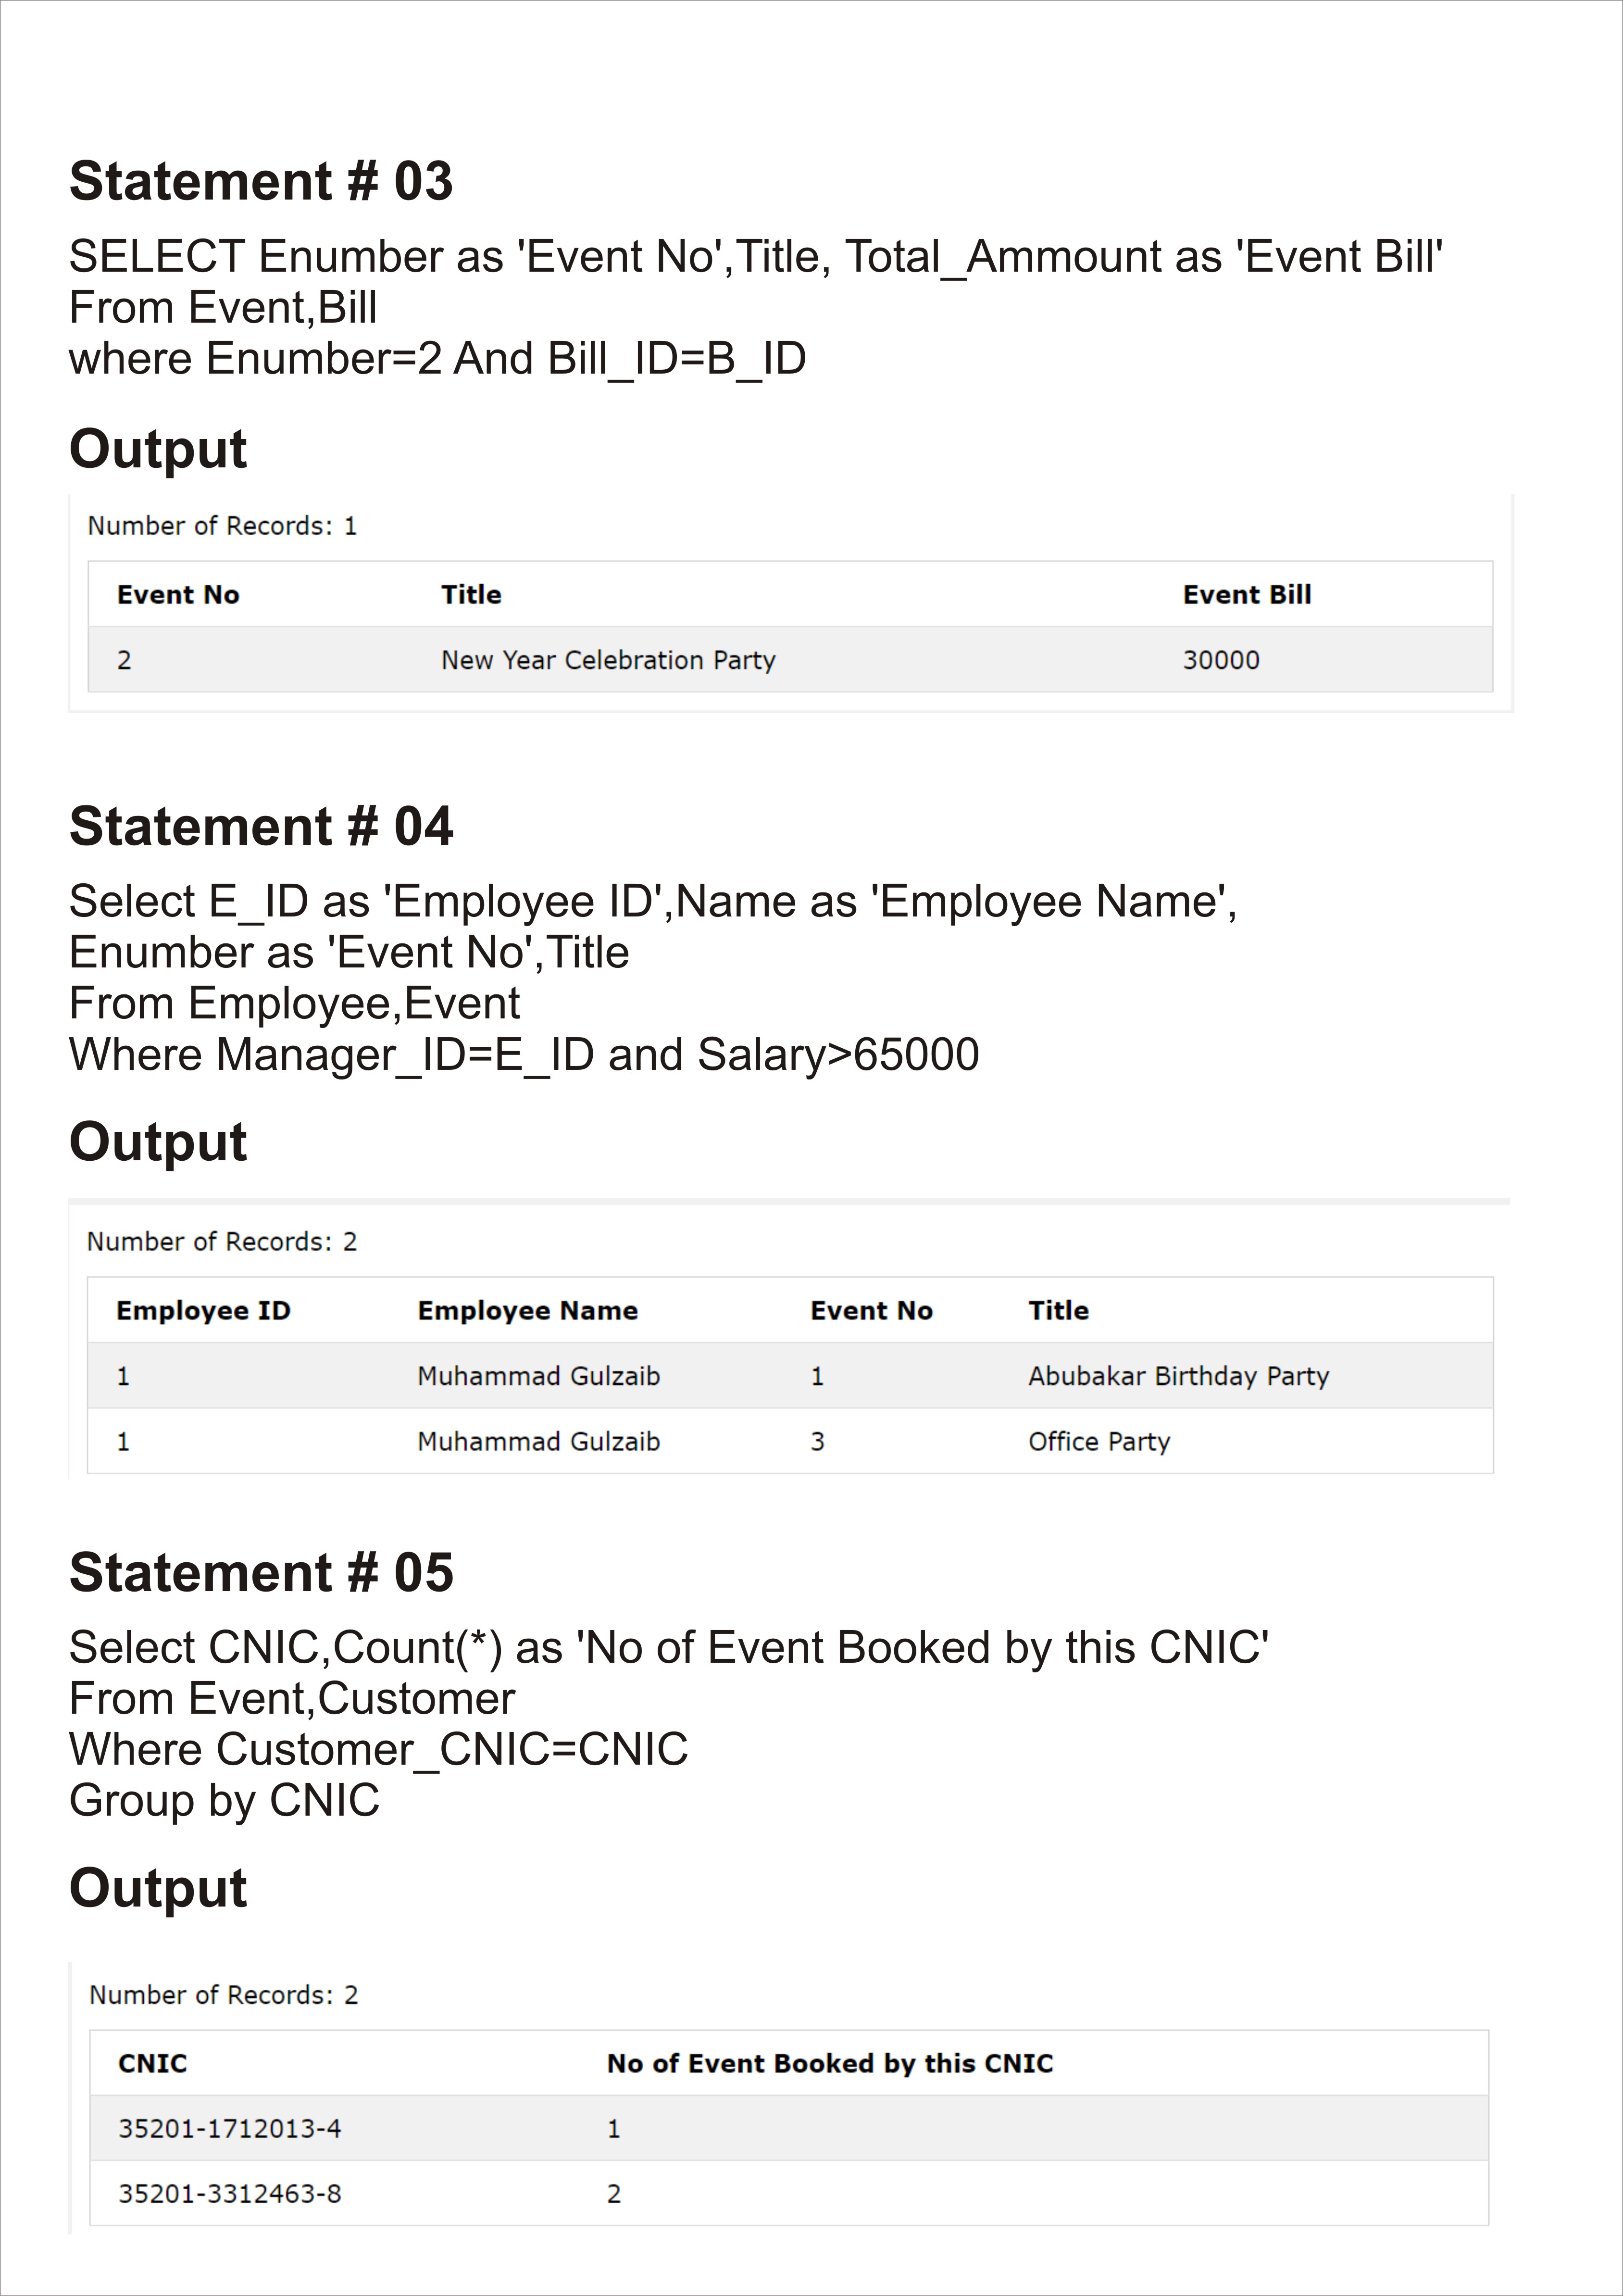 Statement # 03
SELECT Enumber as 'Event No',Title, Total_Ammount as 'Event Bill'
From Event,Bill
where Enumber=2 And Bill_ID=B_ID
Output
Number of Records: 1
Event No Title Event Bill
2 New Year Celebration Party 30000
Statement # 04
Select E_ID as 'Employee ID',Name as 'Employee Name',
Enumber as 'Event No',Title
From Employee,Event
Where Manager_ID=E_ID and Salary>65000
Output
Number of Records: 2
Employee ID Employee Name Event No Title
1 Muhammad Gulzaib 1 Abubakar Birthday Party
1 Muhammad Gulzaib 3 Office Party
Statement # 05
Select CNIC,Count(*) as 'No of Event Booked by this CNIC'
From Event,Customer
Where Customer_CNIC=CNIC
Group by CNIC
Output
Number of Records: 2
CNIC No of Event Booked by this CNIC
35201-1712013-4 1
35201-3312463-8 2